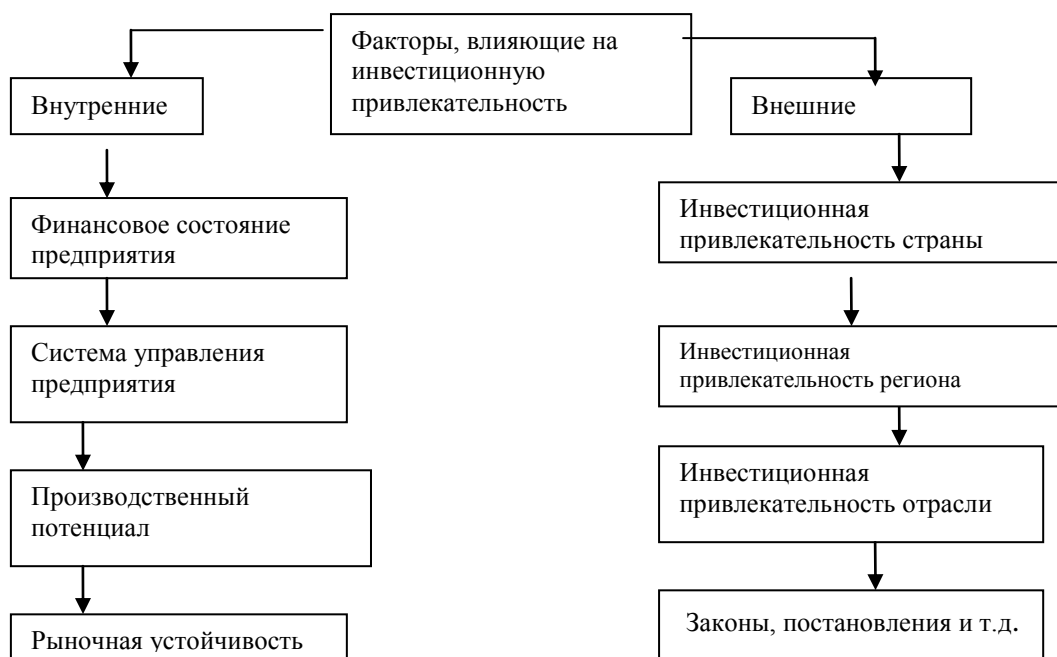 Факторы, влияющие на
инвестиционную
привлекательность
Внутренние
Внешние
Финансовое состояние
предприятия
Инвестиционная
привлекательность страны
Система управления
предприятия
Инвестиционная
привлекательность региона
Производственный
потенциал
Инвестиционная
привлекательность отрасли
Рыночная устойчивость
Законы, постановления и т.д.